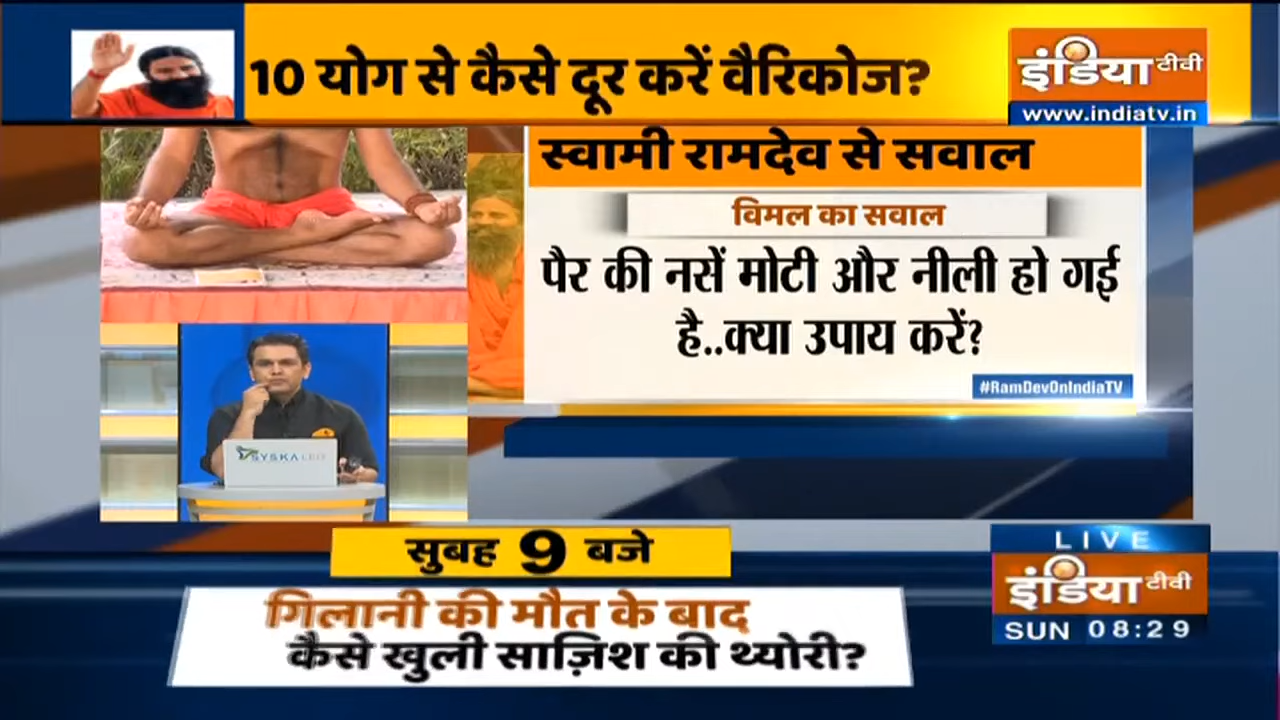 10 योग से कैसे दूर करें वैरिकोज?
इंडिया टीवी
www.indiatv.in
स्वामी रामदेव से सवाल
विमल का सवाल
पैर की नसें मोटी और नीली हो गई
है..क्या उपाय करें?
#RamDevOnIndiaTV
SYSKA LED
सुबह 9 बजे
गिलानी की मौत के बाद
कैसे खुली साज़िश की थ्योरी?
LIVE
इंडिया टीवी
SUN 08:29